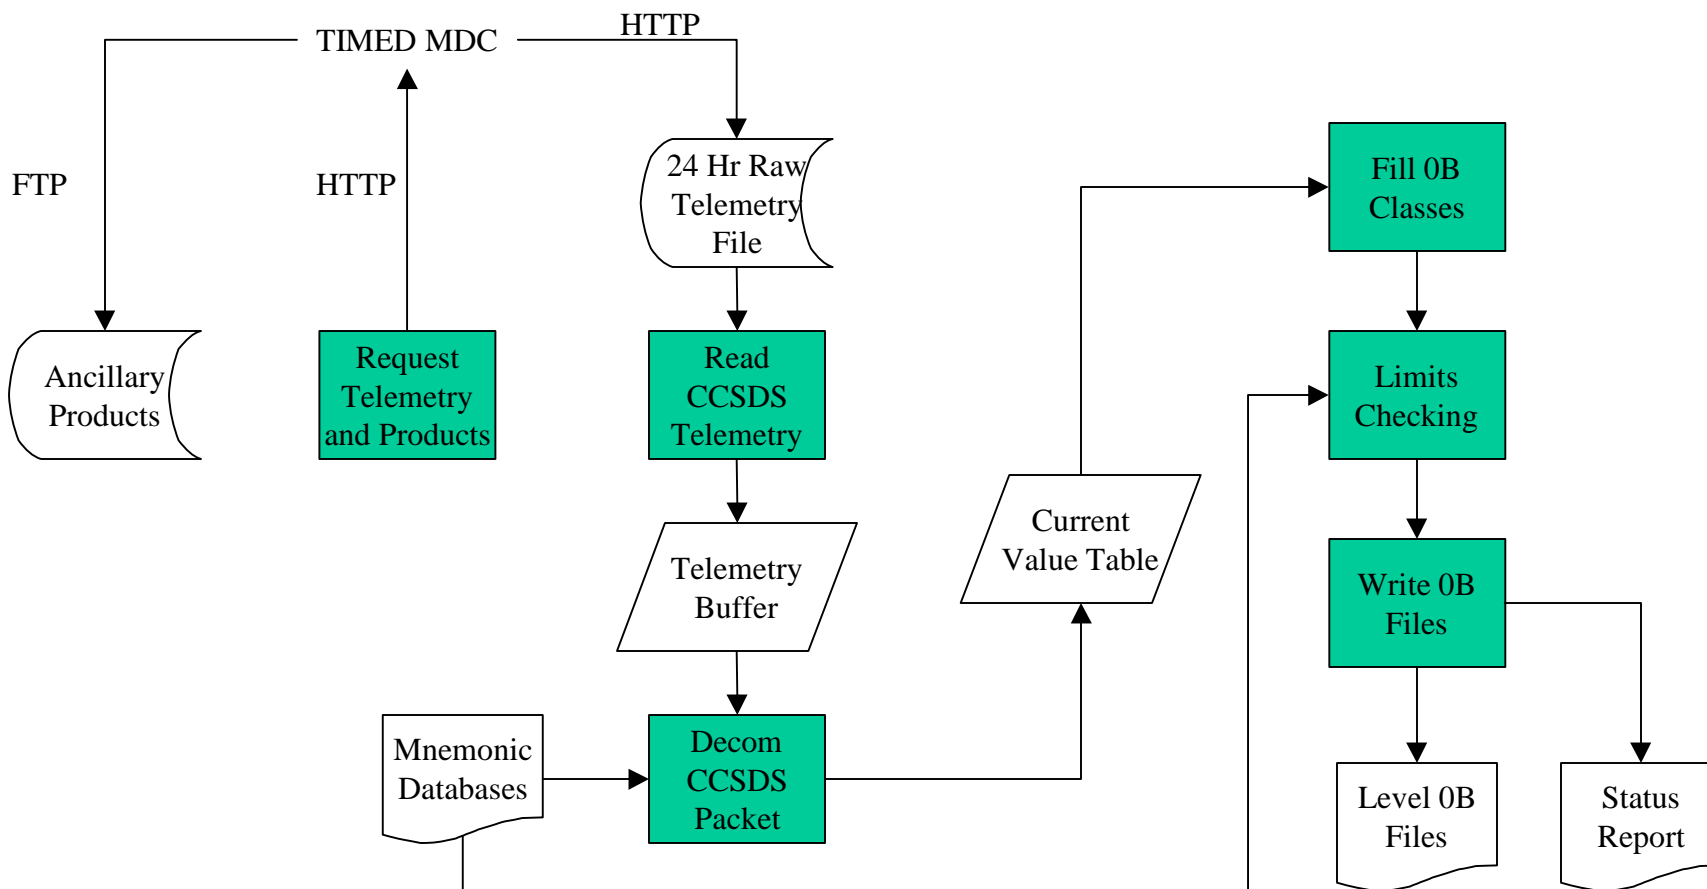 HTTP
TIMED MDC
FTP
HTTP
24 Hr Raw
Telemetry
File
Fill 0B
Classes
Ancillary
Products
Request
Telemetry
and Products
Read
CCSDS
Telemetry
Limits
Checking
Current
Value Table
Telemetry
Buffer
Write 0B
Files
Mnemonic
Databases
Decom
CCSDS
Packet
Level 0B
Files
Status
Report